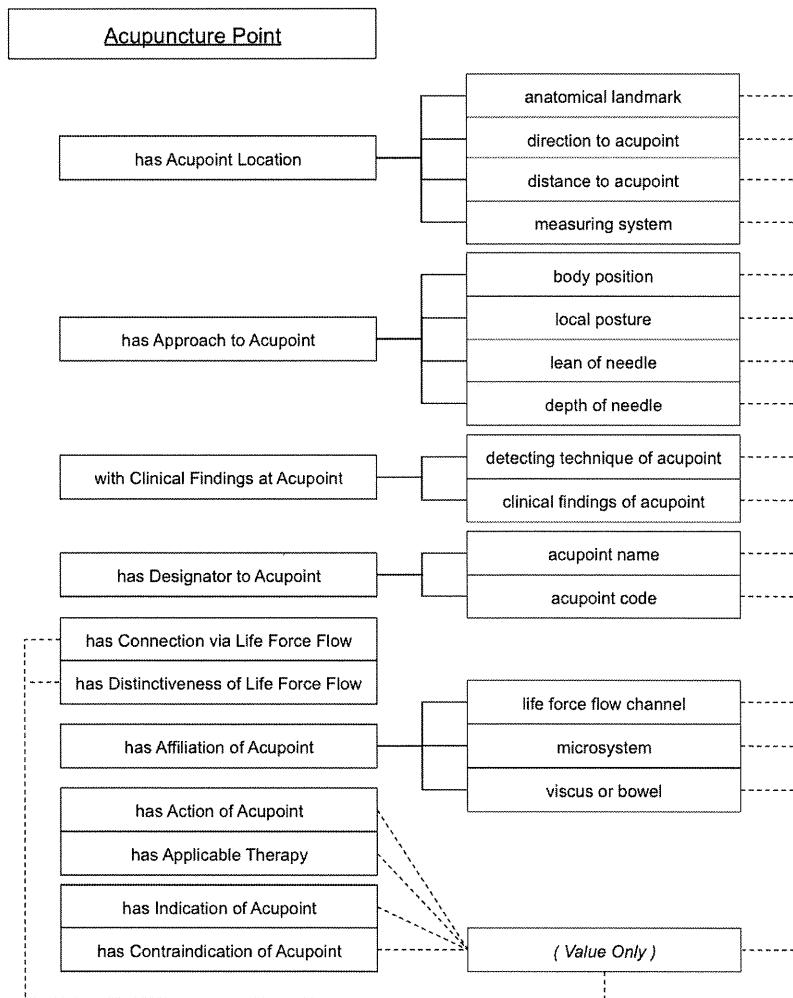 Acupuncture Point
has Acupoint Location
anatomical landmark
direction to acupoint
distance to acupoint
measuring system
has Approach to Acupoint
body position
local posture
lean of needle
depth of needle
with Clinical Findings at Acupoint
detecting technique of acupoint
clinical findings of acupoint
has Designator to Acupoint
acupoint name
acupoint code
has Connection via Life Force Flow
has Distinctiveness of Life Force Flow
has Affiliation of Acupoint
life force flow channel
microsystem
viscus or bowel
has Action of Acupoint
has Applicable Therapy
has Indication of Acupoint
has Contraindication of Acupoint
( Value Only )